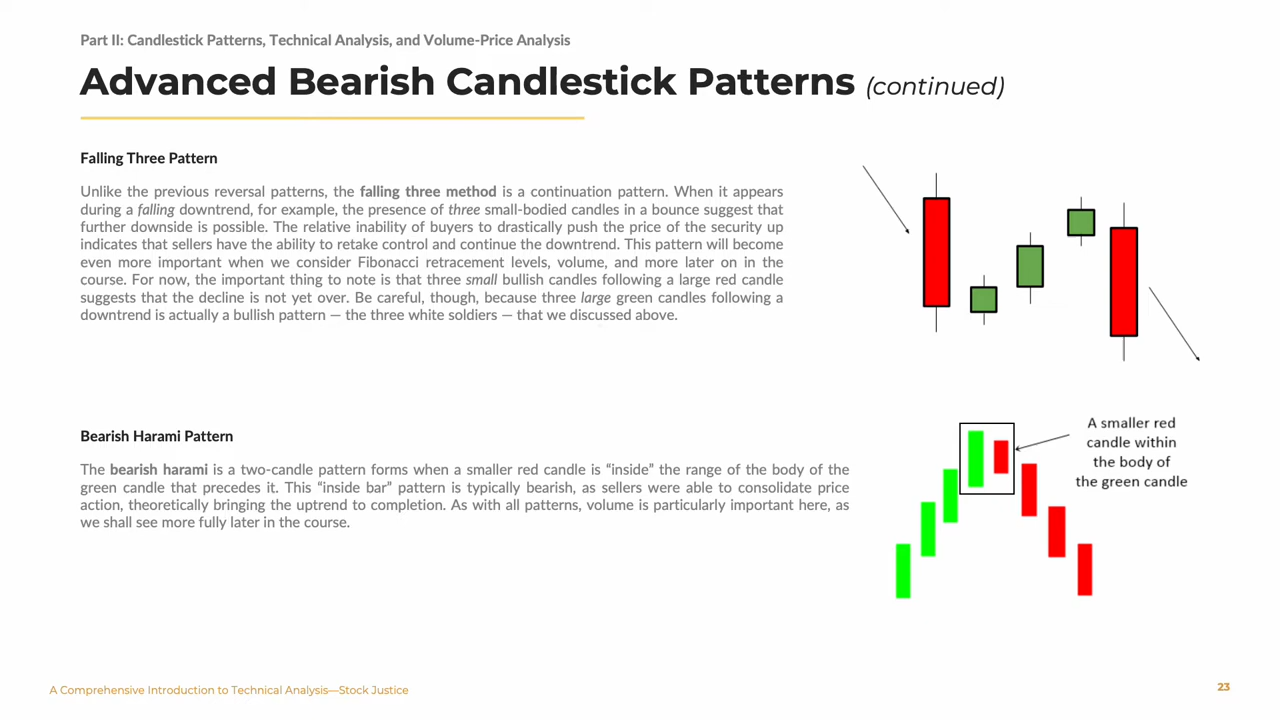 Part II: Candlestick Patterns, Technical Analysis, and Volume-Price Analysis
Advanced Bearish Candlestick Patterns (continued)
Falling Three Pattern
Unlike the previous reversal patterns, the falling three method is a continuation pattern. When it appears
during a falling downtrend, for example, the presence of three small-bodied candles in a bounce suggest that
further downside is possible. The relative inability of buyers to drastically push the price of the security up
indicates that sellers have the ability to retake control and continue the downtrend. This pattern will become
even more important when we consider Fibonacci retracement levels, volume, and more later on in the
course. For now, the important thing to note is that three small bullish candles following a large red candle
suggests that the decline is not yet over. Be careful, though, because three large green candles following a
downtrend is actually a bullish pattern — the three white soldiers — that we discussed above.
Bearish Harami Pattern
The bearish harami is a two-candle pattern forms when a smaller red candle is “inside” the range of the body of the
green candle that precedes it. This “inside bar” pattern is typically bearish, as sellers were able to consolidate price
action, theoretically bringing the uptrend to completion. As with all patterns, volume is particularly important here, as
we shall see more fully later in the course.
A smaller red
candle within
the body of
the green candle
A Comprehensive Introduction to Technical Analysis—Stock Justice
23